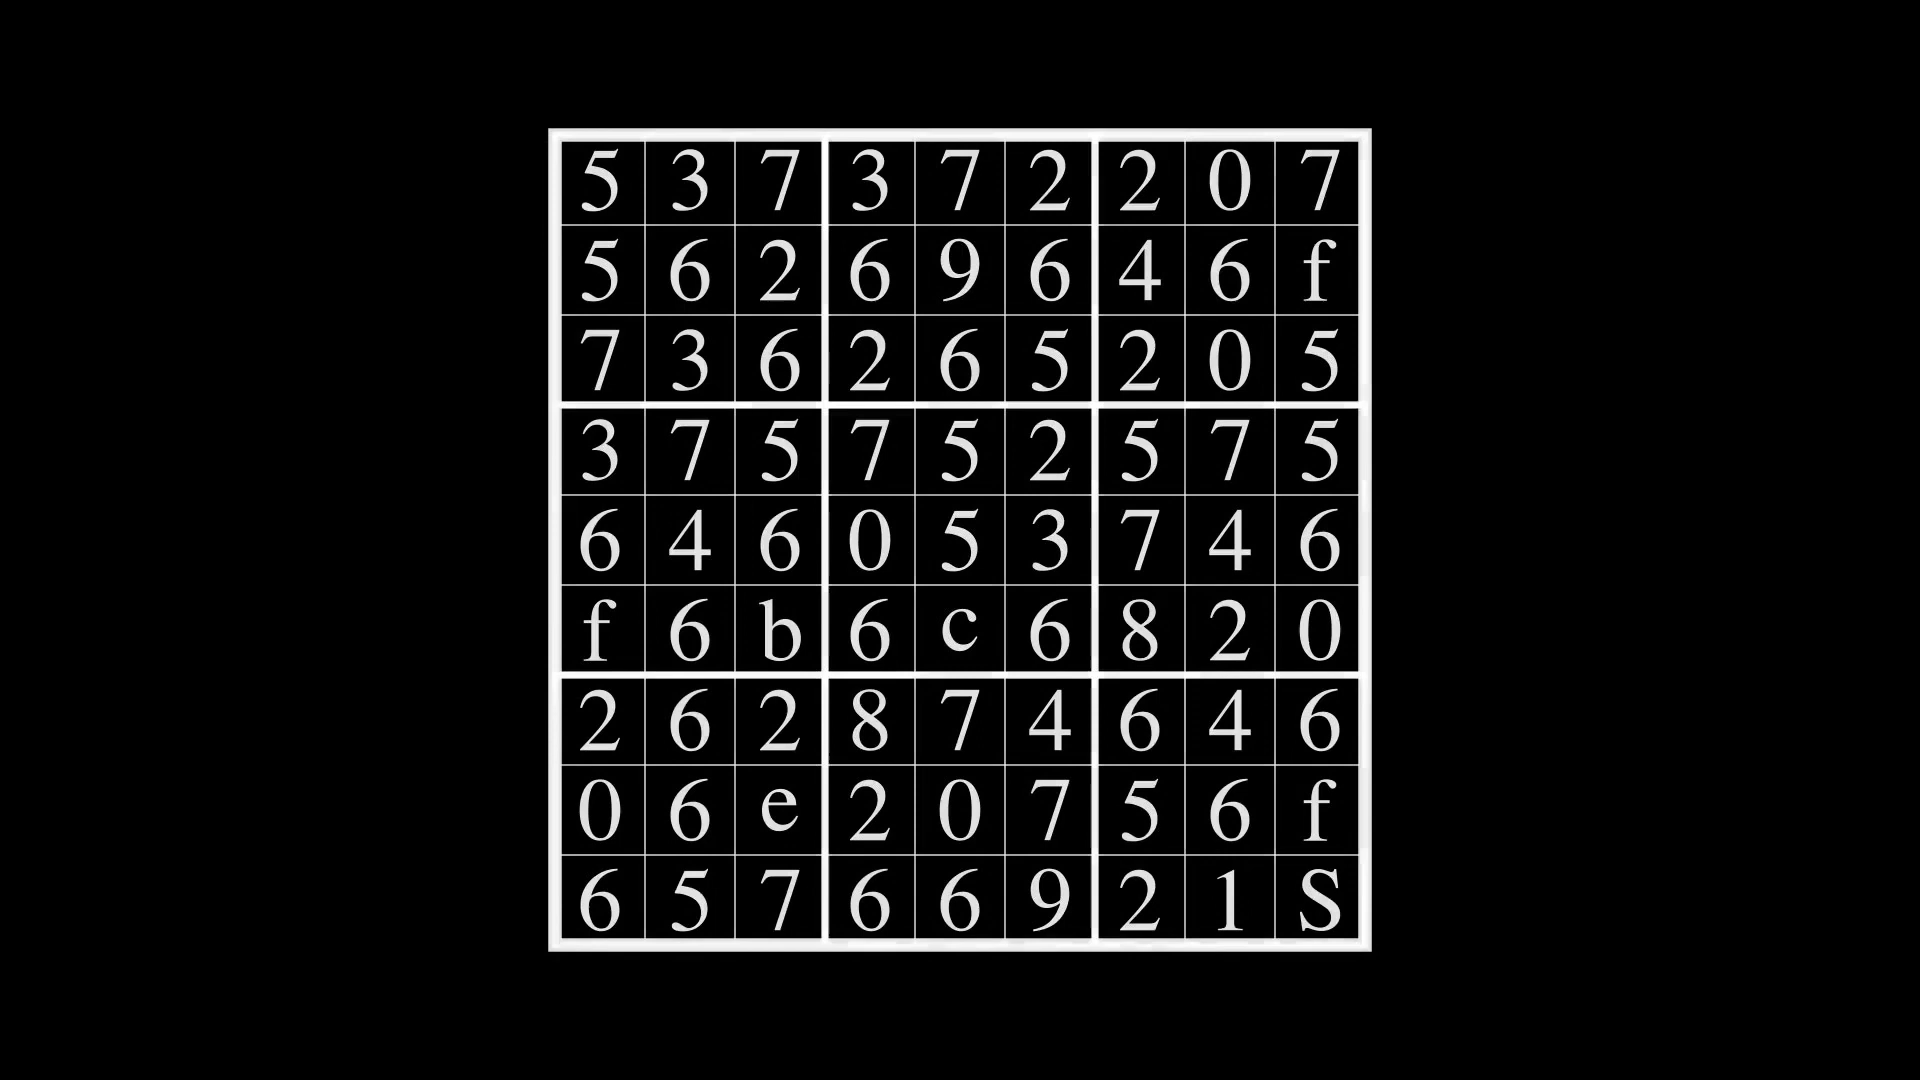 5 3 7 3 7 2 2 0 7
5 6 2 6 9 6 4 6 f
7 3 6 2 6 5 2 0 5
3 7 5 7 5 2 5 7 5
6 4 6 0 5 3 7 4 6
f 6 b 6 c 6 8 2 0
2 6 2 8 7 4 6 4 6
0 6 e 2 0 7 5 6 f
6 5 7 6 6 9 2 1 S